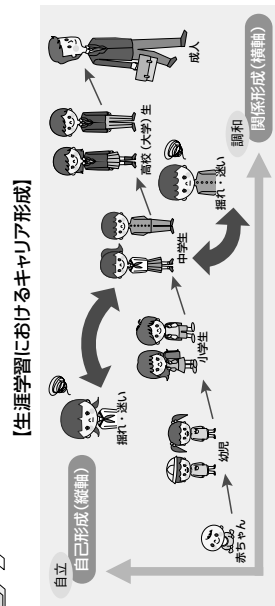 【生涯学習におけるキャリア形成】
自立
自己形成（縦軸）
揺れ・迷い
赤ちゃん
幼児
小学生
中学生
高校（大学）生
成人
揺れ・迷い
調和
関係形成（横軸）